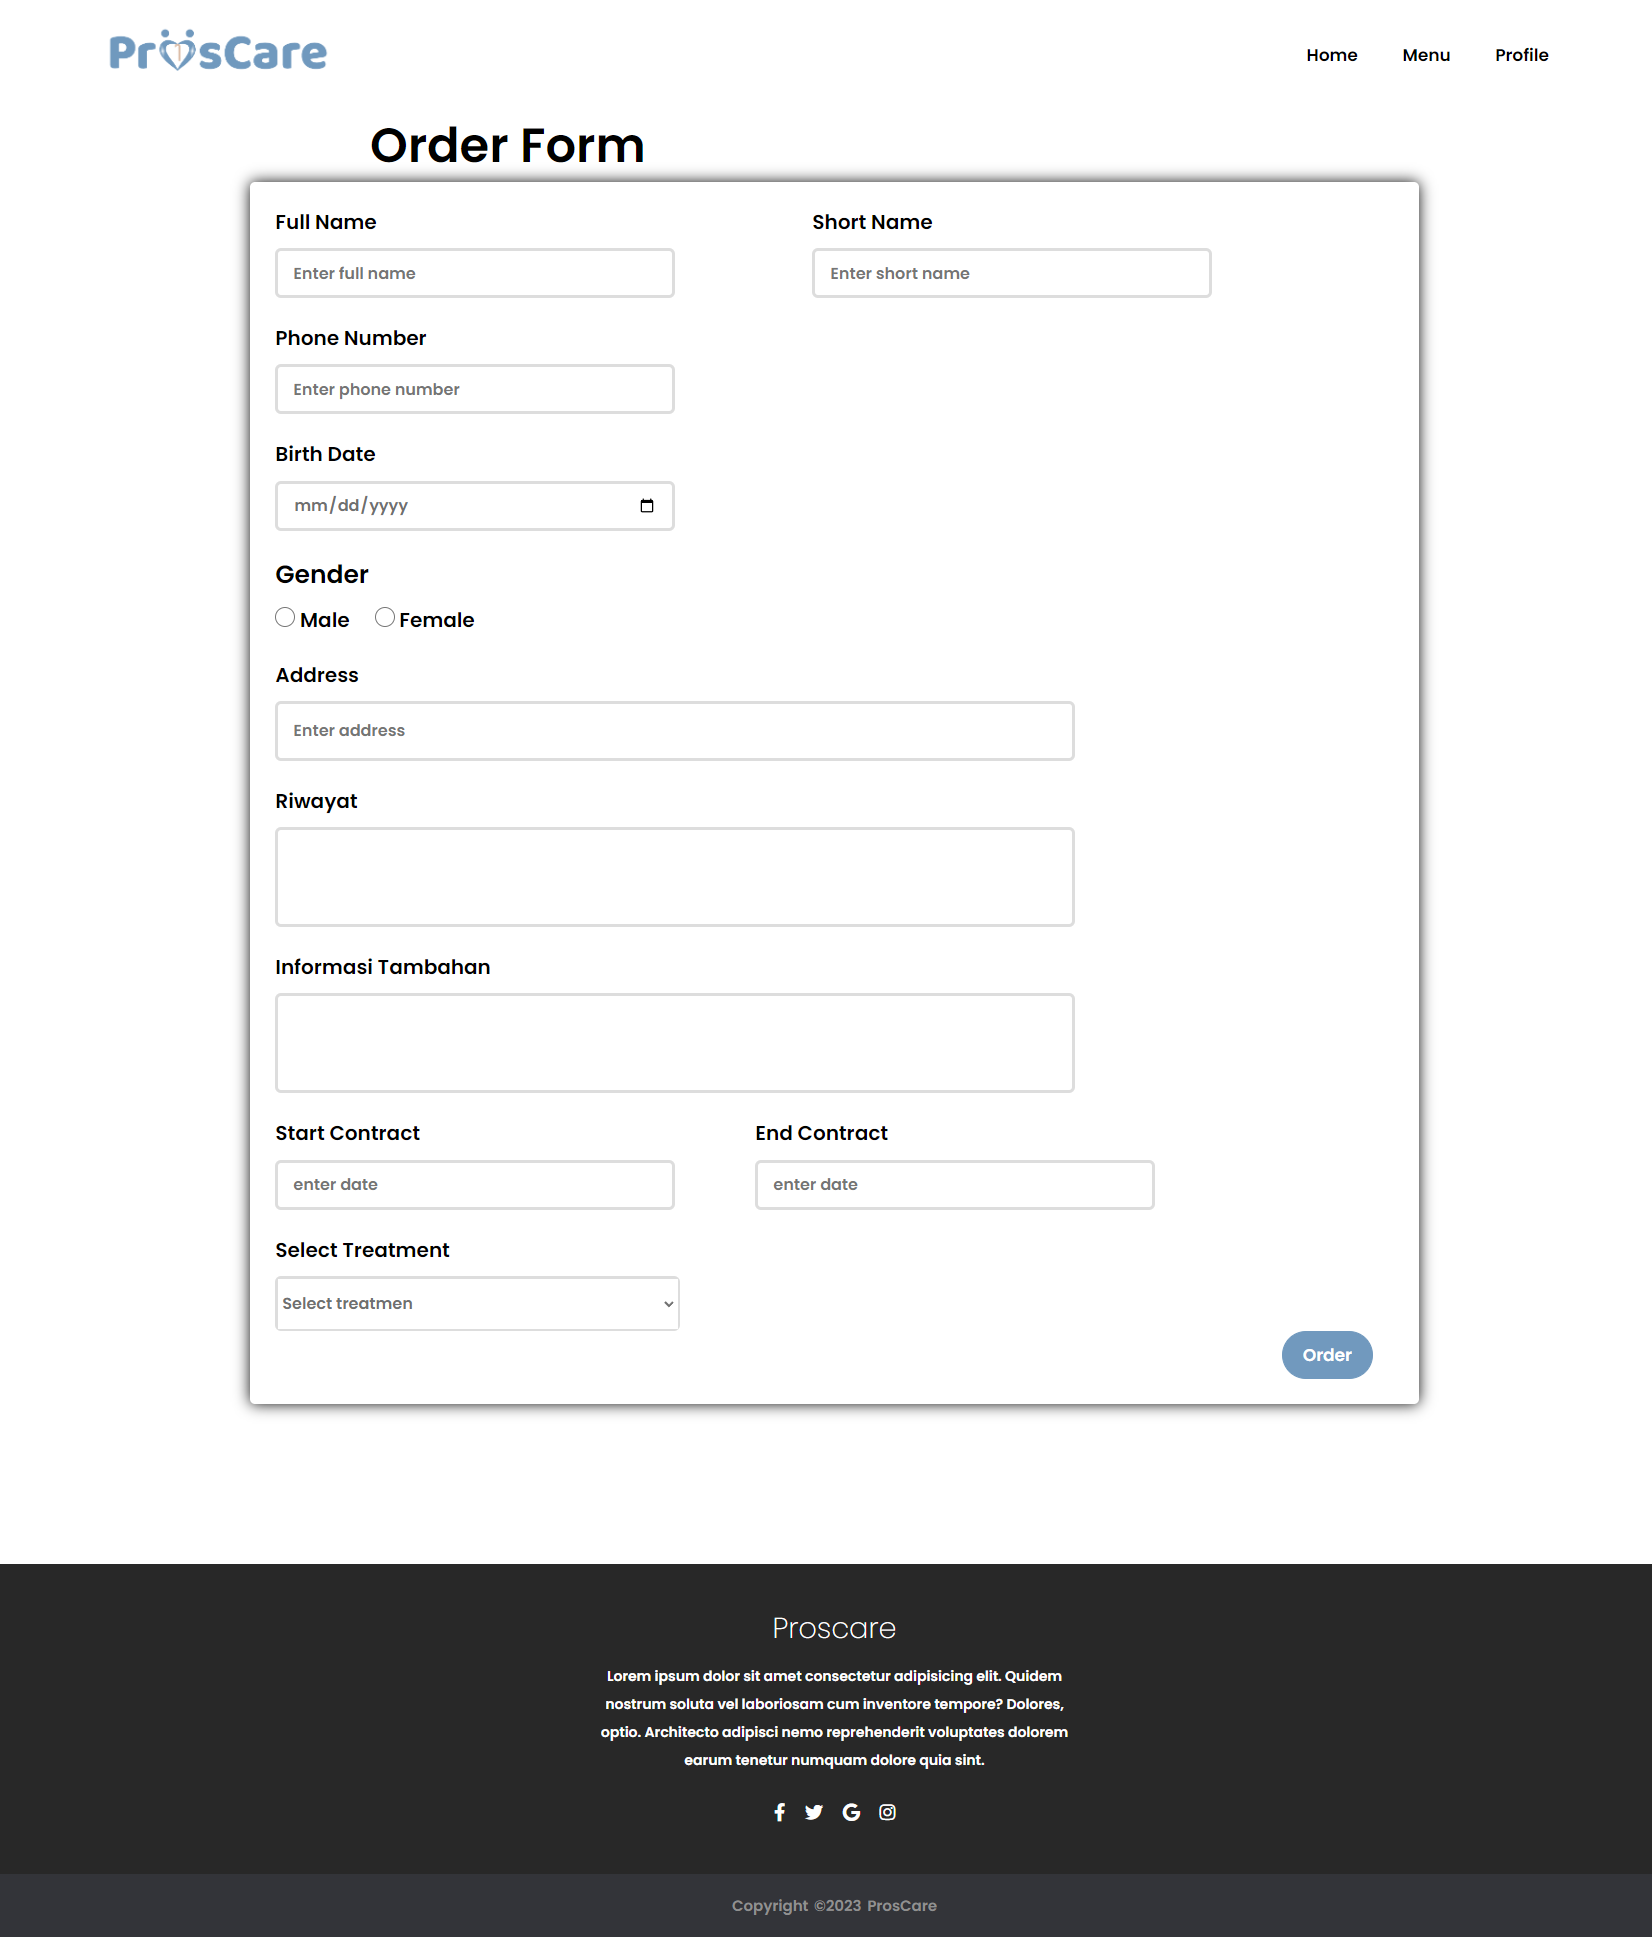 ProsCare
Home Menu Profile
Order Form
Full Name Short Name
Enter full name Enter short name
Phone Number
Enter phone number
Birth Date
mm/dd/yyyy
Gender
Male Female
Address
Enter address
Riwayat
Informasi Tambahan
Start Contract End Contract
enter date enter date
Select Treatment
Select treatmen
Order
Proscare
Lorem ipsum dolor sit amet consectetur adipisicing elit. Quidem
nostrum soluta vel laboriosam cum inventore tempore? Dolores,
optio. Architecto adipisci nemo reprehenderit voluptates dolorem
earum tenetur numquam dolore quia sint.
Copyright ©2023 ProsCare